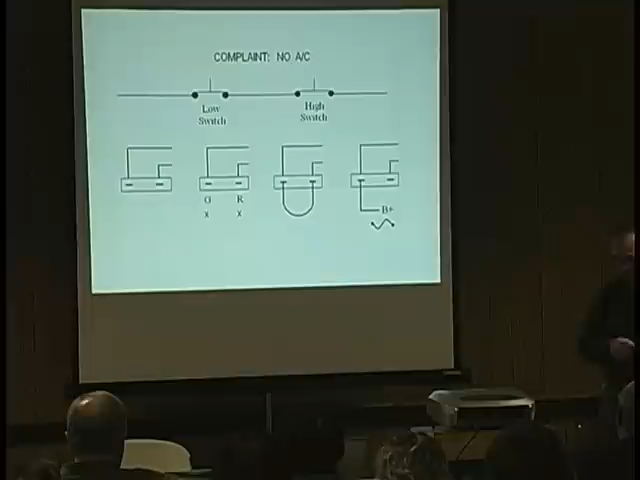 COMPLAINT: NO A/C
Low
Switch
High
Switch
O R
x x
B+